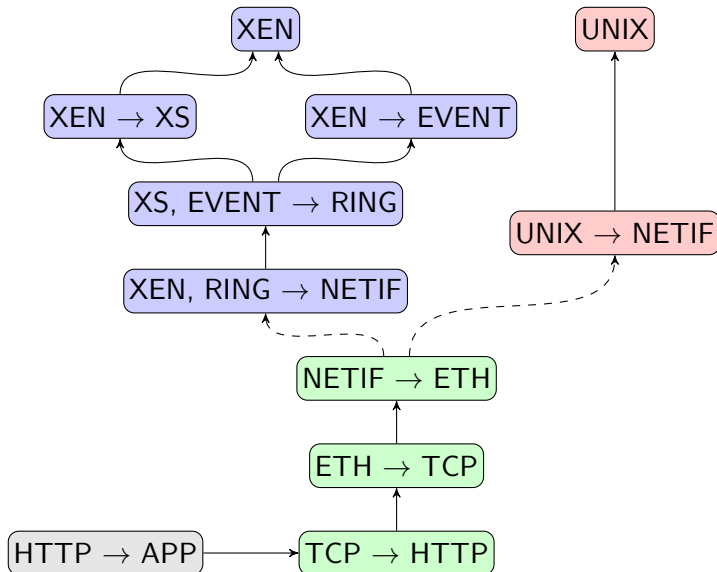 XEN
UNIX
XEN → XS
XEN → EVENT
XS, EVENT → RING
UNIX → NETIF
XEN, RING → NETIF
NETIF → ETH
ETH → TCP
HTTP → APP
TCP → HTTP